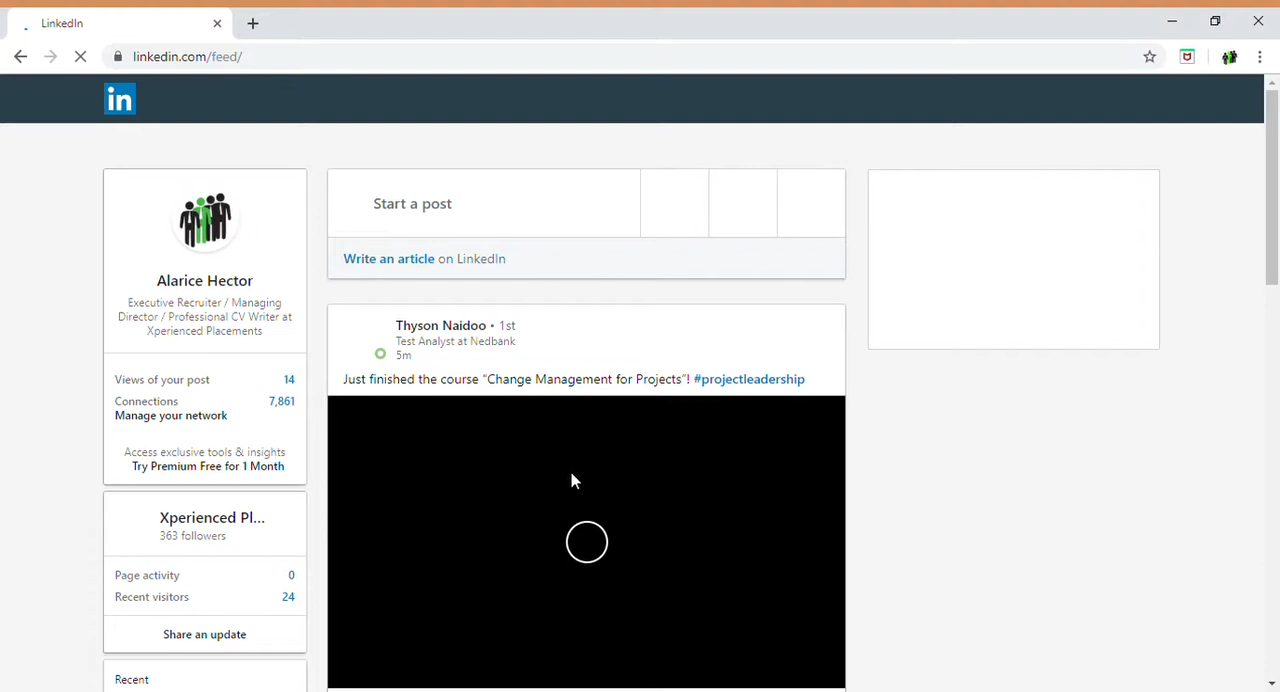 LinkedIn
linkedin.com/feed/
in
Start a post
Write an article on LinkedIn
Alarice Hector
Executive Recruiter / Managing
Director / Professional CV Writer at
Xperienced Placements
Views of your post 14
Connections 7,861
Manage your network
Access exclusive tools & insights
Try Premium Free for 1 Month
Xperienced Pl...
363 followers
Page activity 0
Recent visitors 24
Share an update
Recent
Thyson Naidoo • 1st
Test Analyst at Nedbank
5m
Just finished the course “Change Management for Projects”! #projectleadership